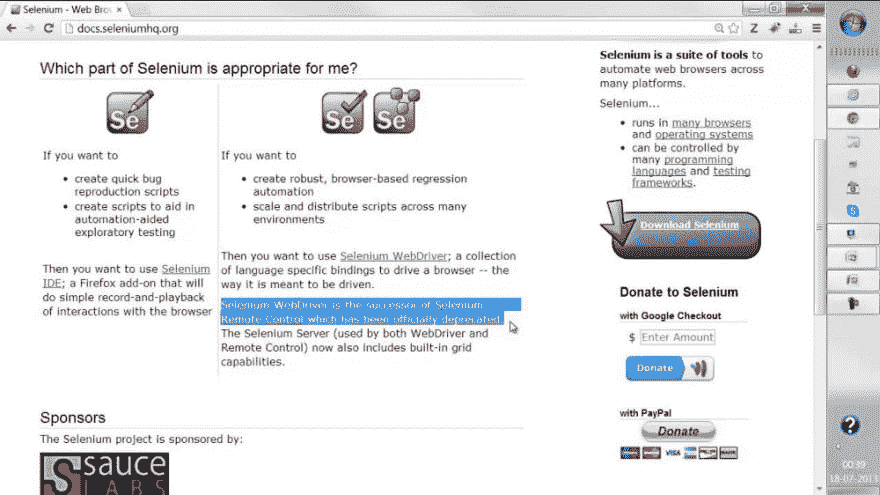 Selenium - Web Brow
docs.seleniumhq.org
Which part of Selenium is appropriate for me?
Se
If you want to
create quick bug
reproduction scripts
create scripts to aid in
automation-aided
exploratory testing
Then you want to use Selenium
IDE; a Firefox add-on that will
do simple record-and-playback
of interactions with the browser
Se Se
If you want to
create robust, browser-based regression
automation
scale and distribute scripts across many
environments
Then you want to use Selenium WebDriver; a collection
of language specific bindings to drive a browser -- the
way it is meant to be driven.
Selenium WebDriver is the successor of Selenium
Remote Control which has been officially deprecated.
The Selenium Server (used by both WebDriver and
Remote Control) now also includes built-in grid
capabilities.
Sponsors
The Selenium project is sponsored by:
sauce
LABS
Selenium is a suite of tools to
automate web browsers across
many platforms.
Selenium...
runs in many browsers
and operating systems
can be controlled by
many programming
languages and testing
frameworks.
Download Selenium
Donate to Selenium
with Google Checkout
$ Enter Amount
Donate
with PayPal
Donate
VISA
00:39
18-07-2013